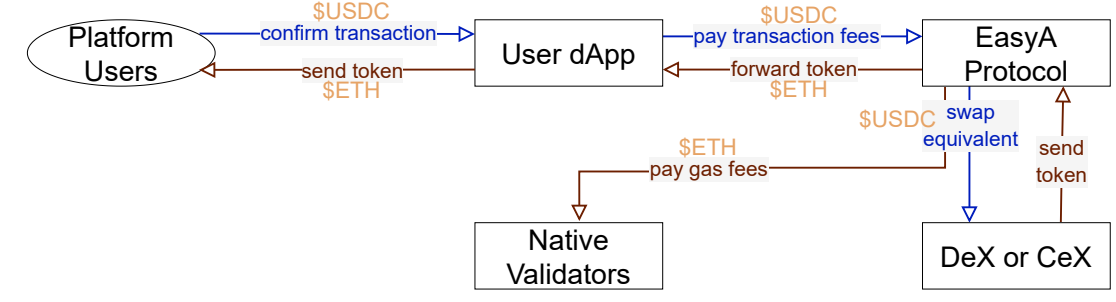 $USDC
confirm transaction
Platform
Users
send token
$ETH
User dApp
$USDC
pay transaction fees
forward token
$ETH
EasyA
Protocol
$USDC
swap
equivalent
send
token
$ETH
pay gas fees
Native
Validators
DeX or CeX